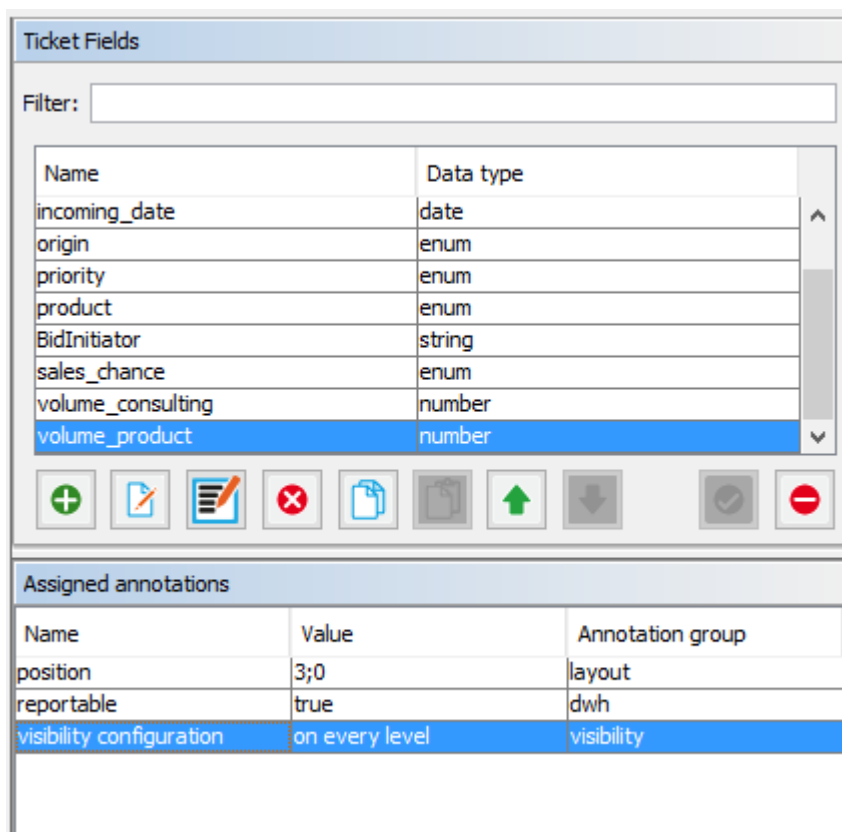 Ticket Fields
Filter:
Name Data type
incoming_date date
origin enum
priority enum
product enum
BidInitiator string
sales_chance enum
volume_consulting number
volume_product number
Assigned annotations
Name Value Annotation group
position 3;0 layout
reportable true dwh
visibility configuration on every level visibility